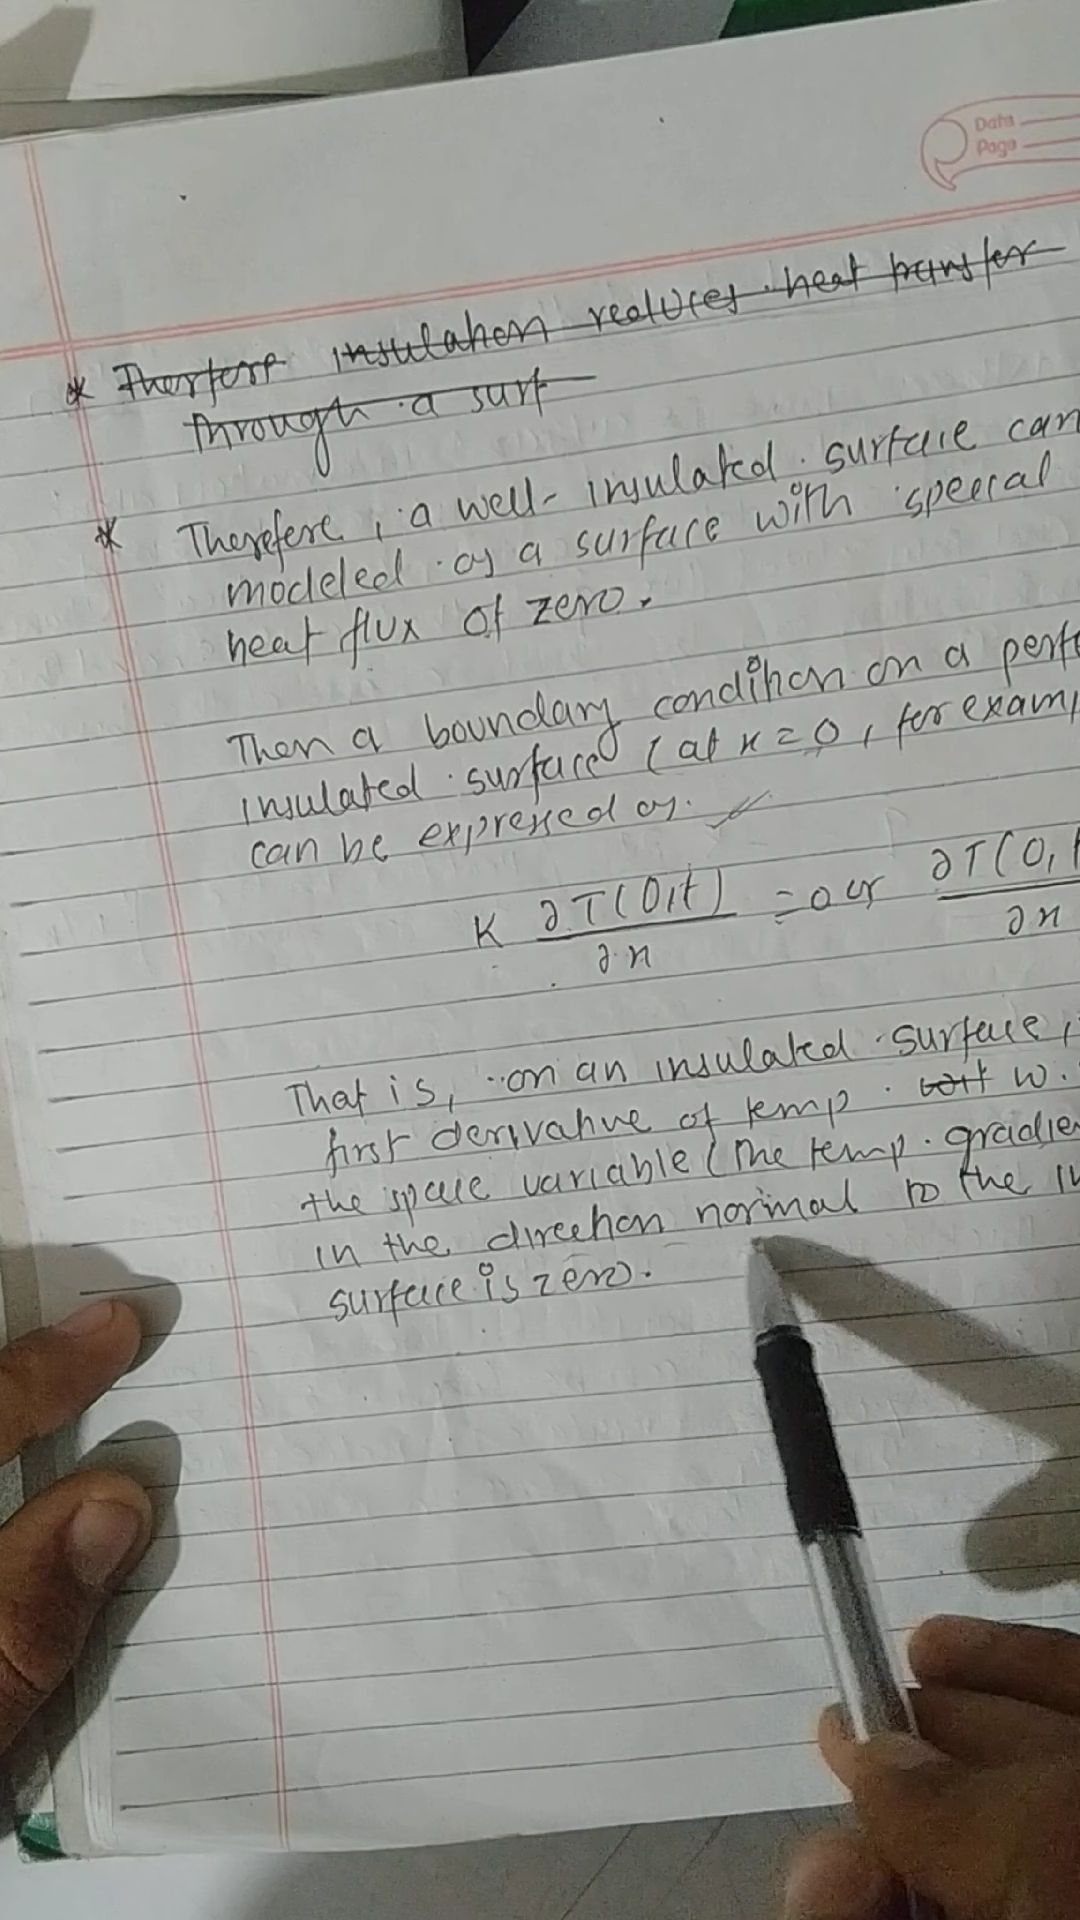 Data
Page
* Therefore insulation reduces heat transfer
through a surf
* Therefore, a well-insulated surface can
modeled as a surface with special
heat flux of zero.
Then a boundary condition on a perfe
insulated surface (at x = 0, for exam
can be expressed as.
K ∂T(0,t) / ∂x = 0 or ∂T(0,t / ∂x
That is, on an insulated surface,
first derivative of temp. w.
the space variable (the temp. gradie
in the direction normal to the
surface is zero.